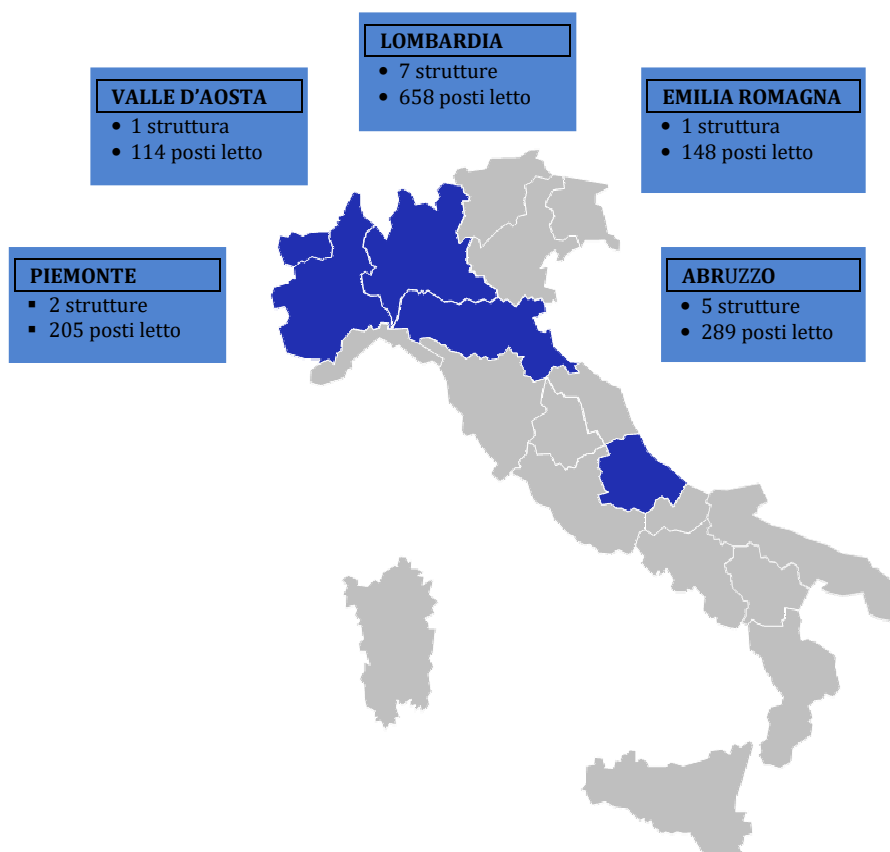 LOMBARDIA
• 7 strutture
• 658 posti letto
VALLE D’AOSTA
• 1 struttura
• 114 posti letto
EMILIA ROMAGNA
• 1 struttura
• 148 posti letto
PIEMONTE
▪ 2 strutture
▪ 205 posti letto
ABRUZZO
• 5 strutture
• 289 posti letto